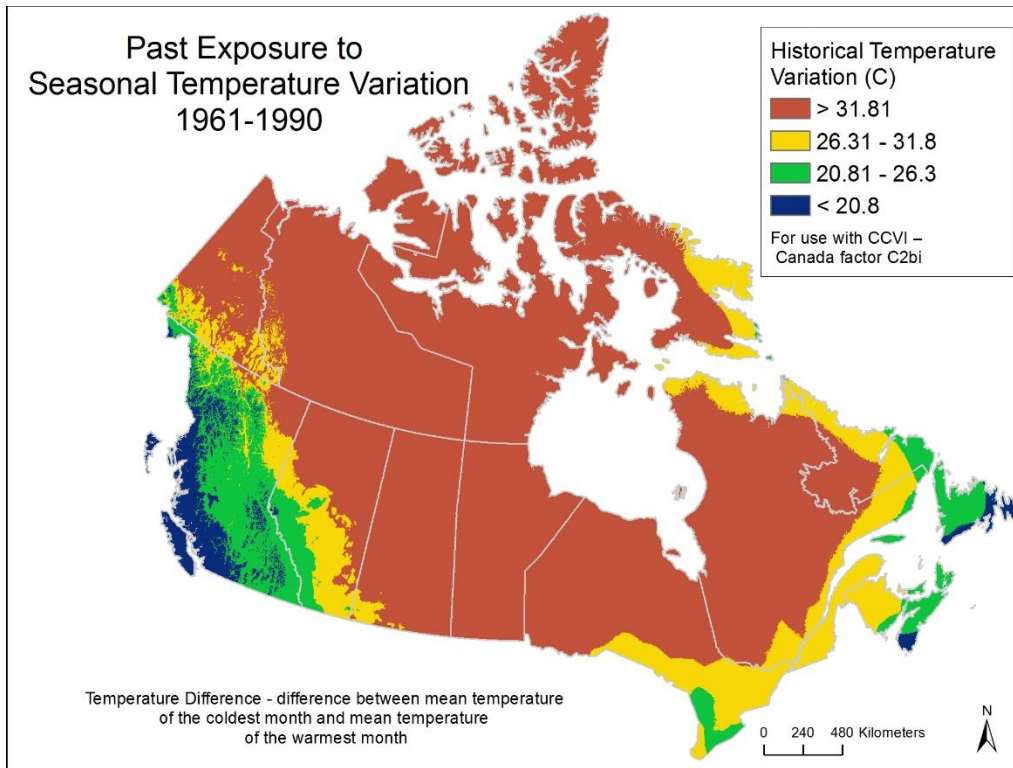 Past Exposure to
Seasonal Temperature Variation
1961-1990
Historical Temperature
Variation (C)
> 31.81
26.31 - 31.8
20.81 - 26.3
< 20.8
For use with CCVI –
Canada factor C2bi
Temperature Difference - difference between mean temperature
of the coldest month and mean temperature
of the warmest month
0 240 480 Kilometers
N